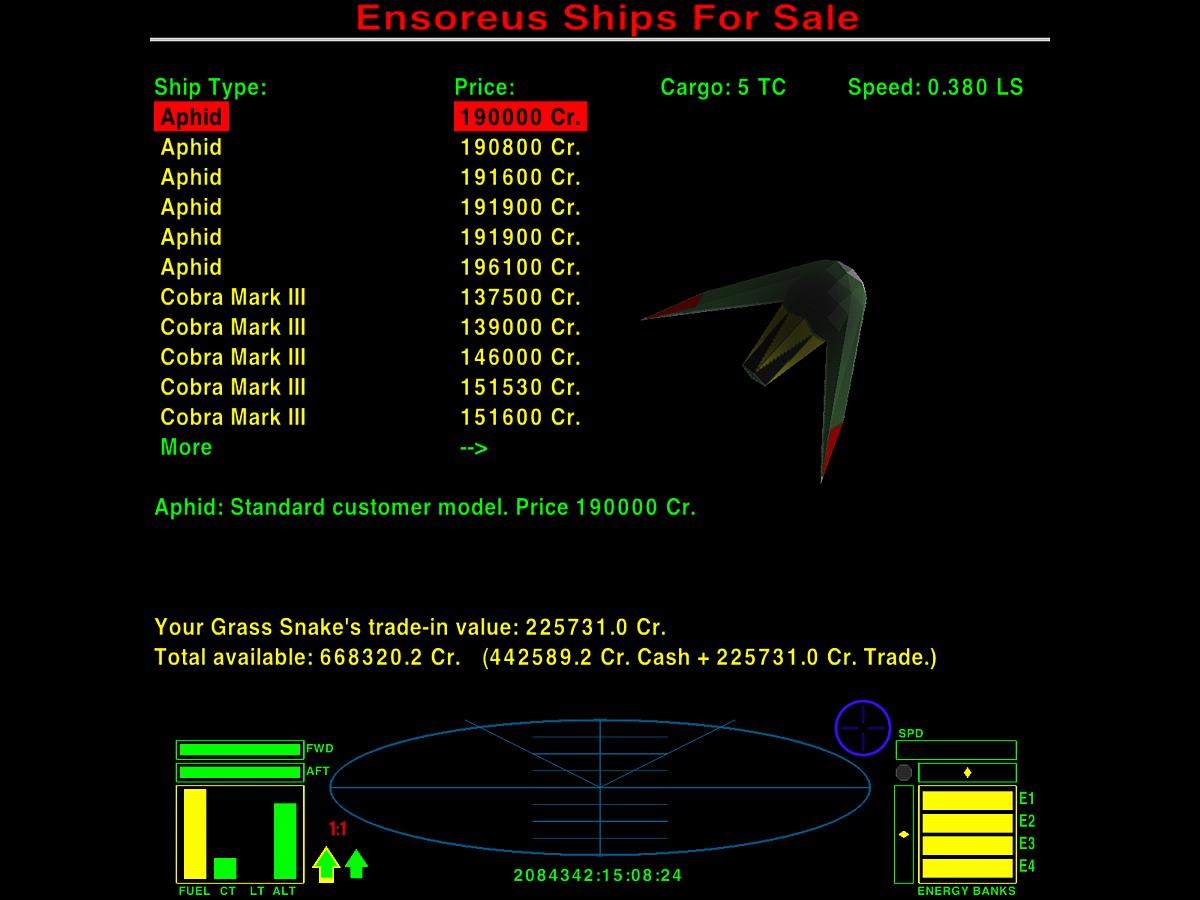 Ensoreus Ships For Sale
Ship Type: Price: Cargo: 5 TC Speed: 0.380 LS
Aphid 190000 Cr.
Aphid 190800 Cr.
Aphid 191600 Cr.
Aphid 191900 Cr.
Aphid 191900 Cr.
Aphid 196100 Cr.
Cobra Mark III 137500 Cr.
Cobra Mark III 139000 Cr.
Cobra Mark III 146000 Cr.
Cobra Mark III 151530 Cr.
Cobra Mark III 151600 Cr.
More -->
Aphid: Standard customer model. Price 190000 Cr.
Your Grass Snake's trade-in value: 225731.0 Cr.
Total available: 668320.2 Cr. (442589.2 Cr. Cash + 225731.0 Cr. Trade.)
SPD
FWD
AFT
E1
E2
1:1
E3
E4
2084342:15:08:24
FUEL CT LT ALT
ENERGY BANKS